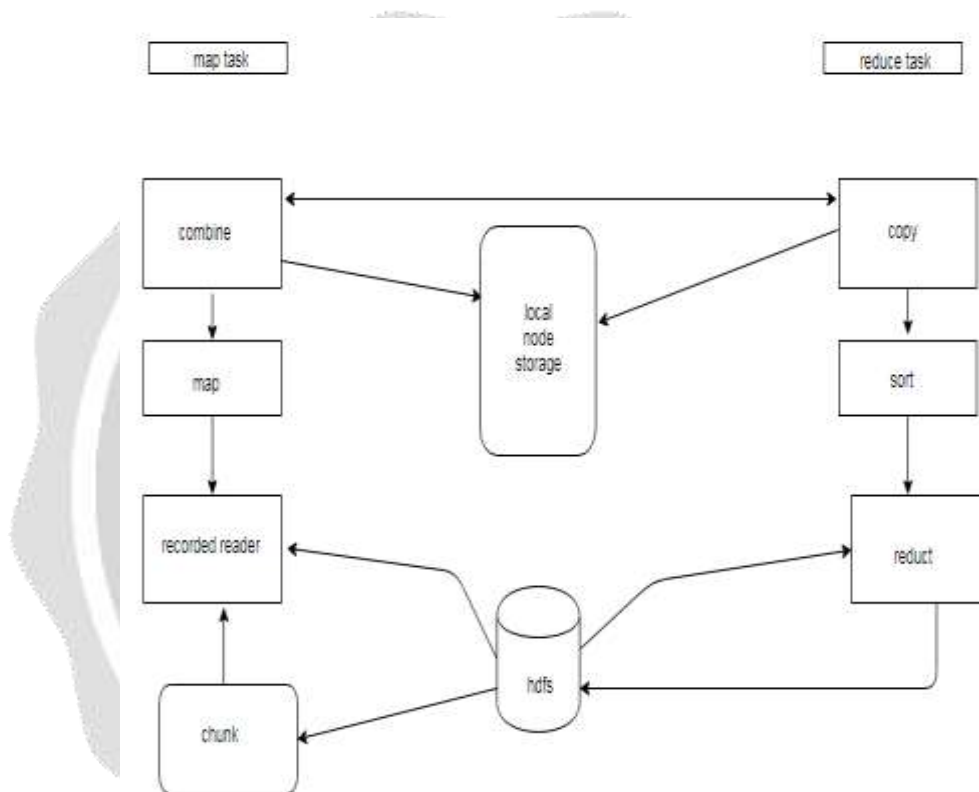 map task
reduce task
combine
copy
local
node
storage
map
sort
recorded reader
reduct
hdfs
chunk